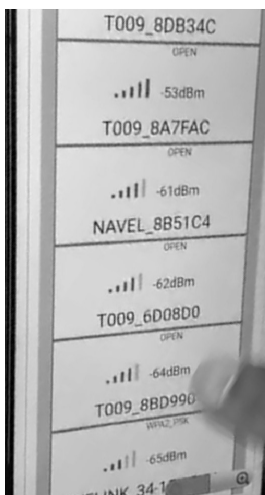 T009_8DB34C
OPEN
-53dBm
T009_8A7FAC
OPEN
-61dBm
NAVEL_8B51C4
OPEN
-62dBm
T009_6D08D0
OPEN
-64dBm
T009_8BD990
WPA2_PSK
-65dBm